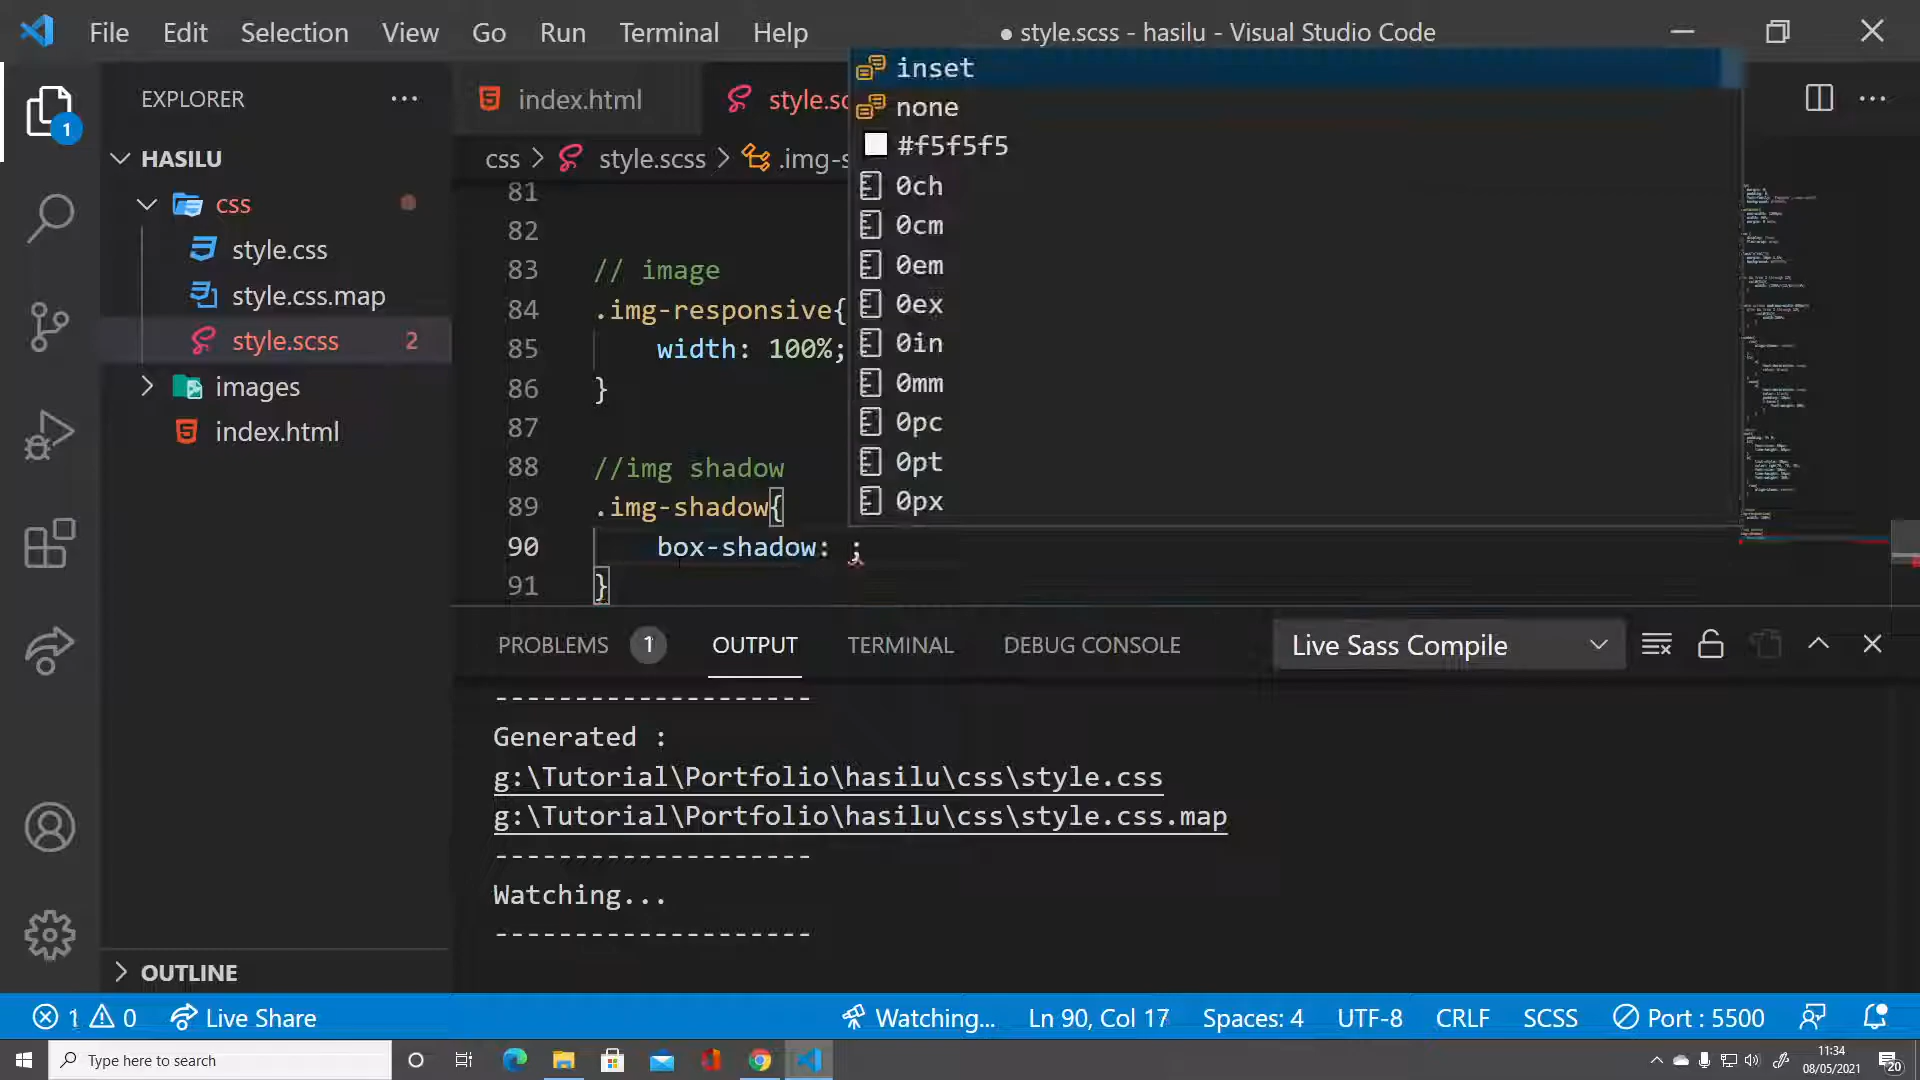 File Edit Selection View Go Run Terminal Help
● style.scss - hasilu - Visual Studio Code
EXPLORER
1
HASILU
css
style.css
style.css.map
style.scss 2
images
index.html
OUTLINE
index.html
style.sc
css > style.scss > .img-s
81
82
83 // image
84 .img-responsive{
85 width: 100%;
86 }
87
88 //img shadow
89 .img-shadow{
90 box-shadow: ;
91 }
inset
none
#f5f5f5
0ch
0cm
0em
0ex
0in
0mm
0pc
0pt
0px
PROBLEMS 1 OUTPUT TERMINAL DEBUG CONSOLE Live Sass Compile
--------------------
Generated :
g:\Tutorial\Portfolio\hasilu\css\style.css
g:\Tutorial\Portfolio\hasilu\css\style.css.map
--------------------
Watching...
--------------------
1 0 Live Share Watching... Ln 90, Col 17 Spaces: 4 UTF-8 CRLF SCSS Port : 5500
Type here to search
11:34
08/05/2021
20